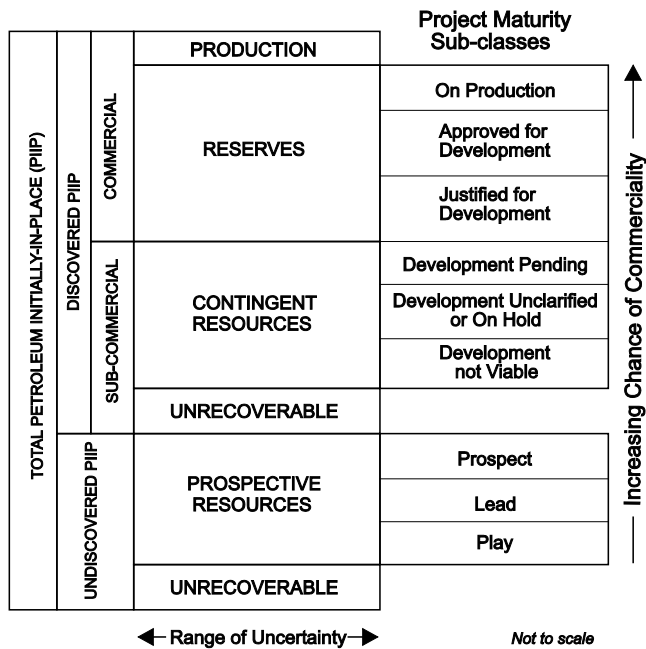 Project Maturity
Sub-classes
TOTAL PETROLEUM INITIALLY-IN-PLACE (PIIP)
DISCOVERED PIIP
COMMERCIAL
PRODUCTION
RESERVES
On Production
Approved for
Development
Justified for
Development
SUB-COMMERCIAL
CONTINGENT
RESOURCES
Development Pending
Development Unclarified
or On Hold
Development
not Viable
UNRECOVERABLE
UNDISCOVERED PIIP
PROSPECTIVE
RESOURCES
Prospect
Lead
Play
UNRECOVERABLE
Increasing Chance of Commerciality
Range of Uncertainty
Not to scale